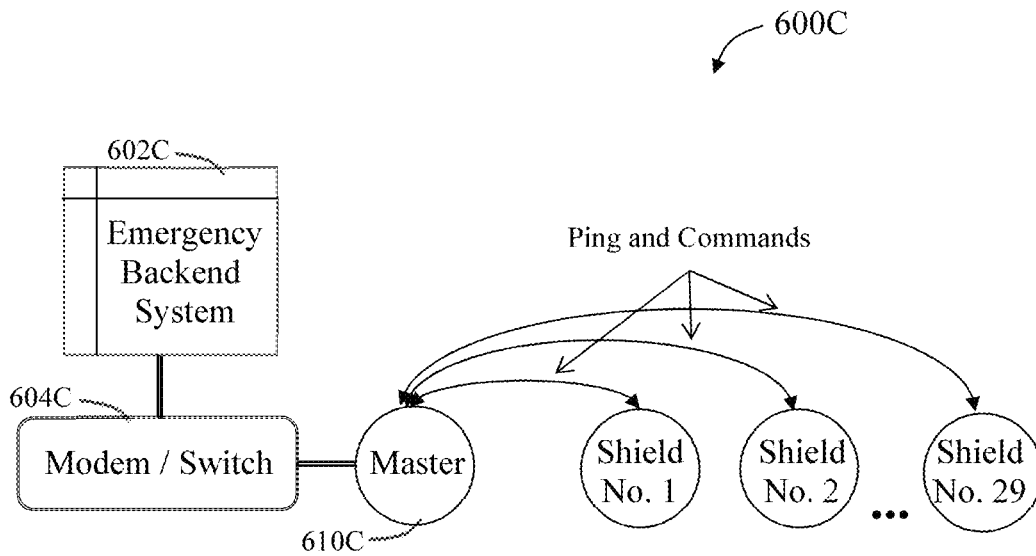 600C
602C
Emergency
Backend
System
Ping and Commands
604C
Modem / Switch
Master
Shield
No. 1
Shield
No. 2
•••
Shield
No. 29
610C